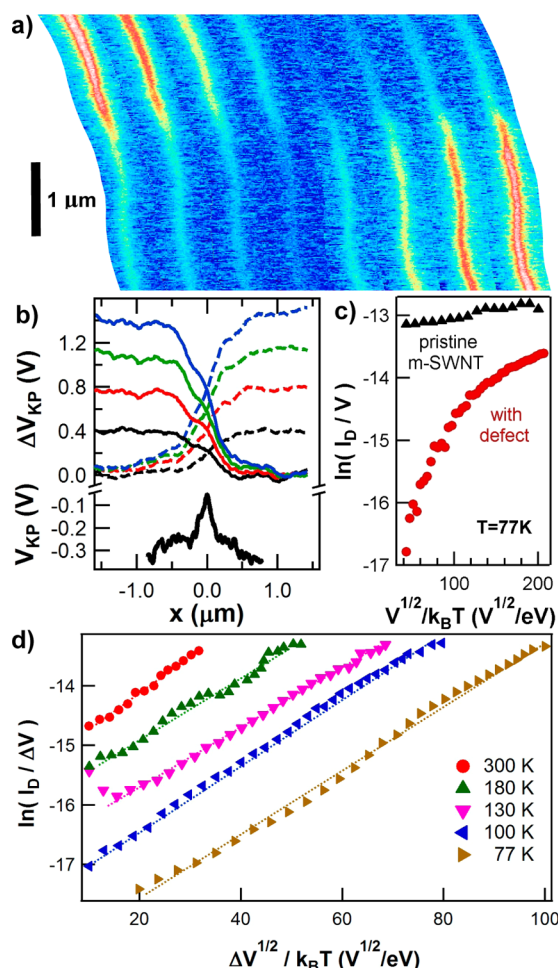 a)
1 μm
b)
ΔV_KP (V)
1.2
0.8
0.4
0.0
V_KP (V)
-0.1
-0.2
-0.3
-1.0
0.0
1.0
x (μm)
c)
ln( I_D / V )
-13
-14
-15
-16
-17
pristine
m-SWNT
with
defect
T=77K
100
200
V^1/2/k_BT (V^1/2/eV)
d)
ln( I_D / ΔV )
-14
-15
-16
-17
300 K
180 K
130 K
100 K
77 K
20
40
60
80
100
ΔV^1/2 / k_BT (V^1/2/eV)